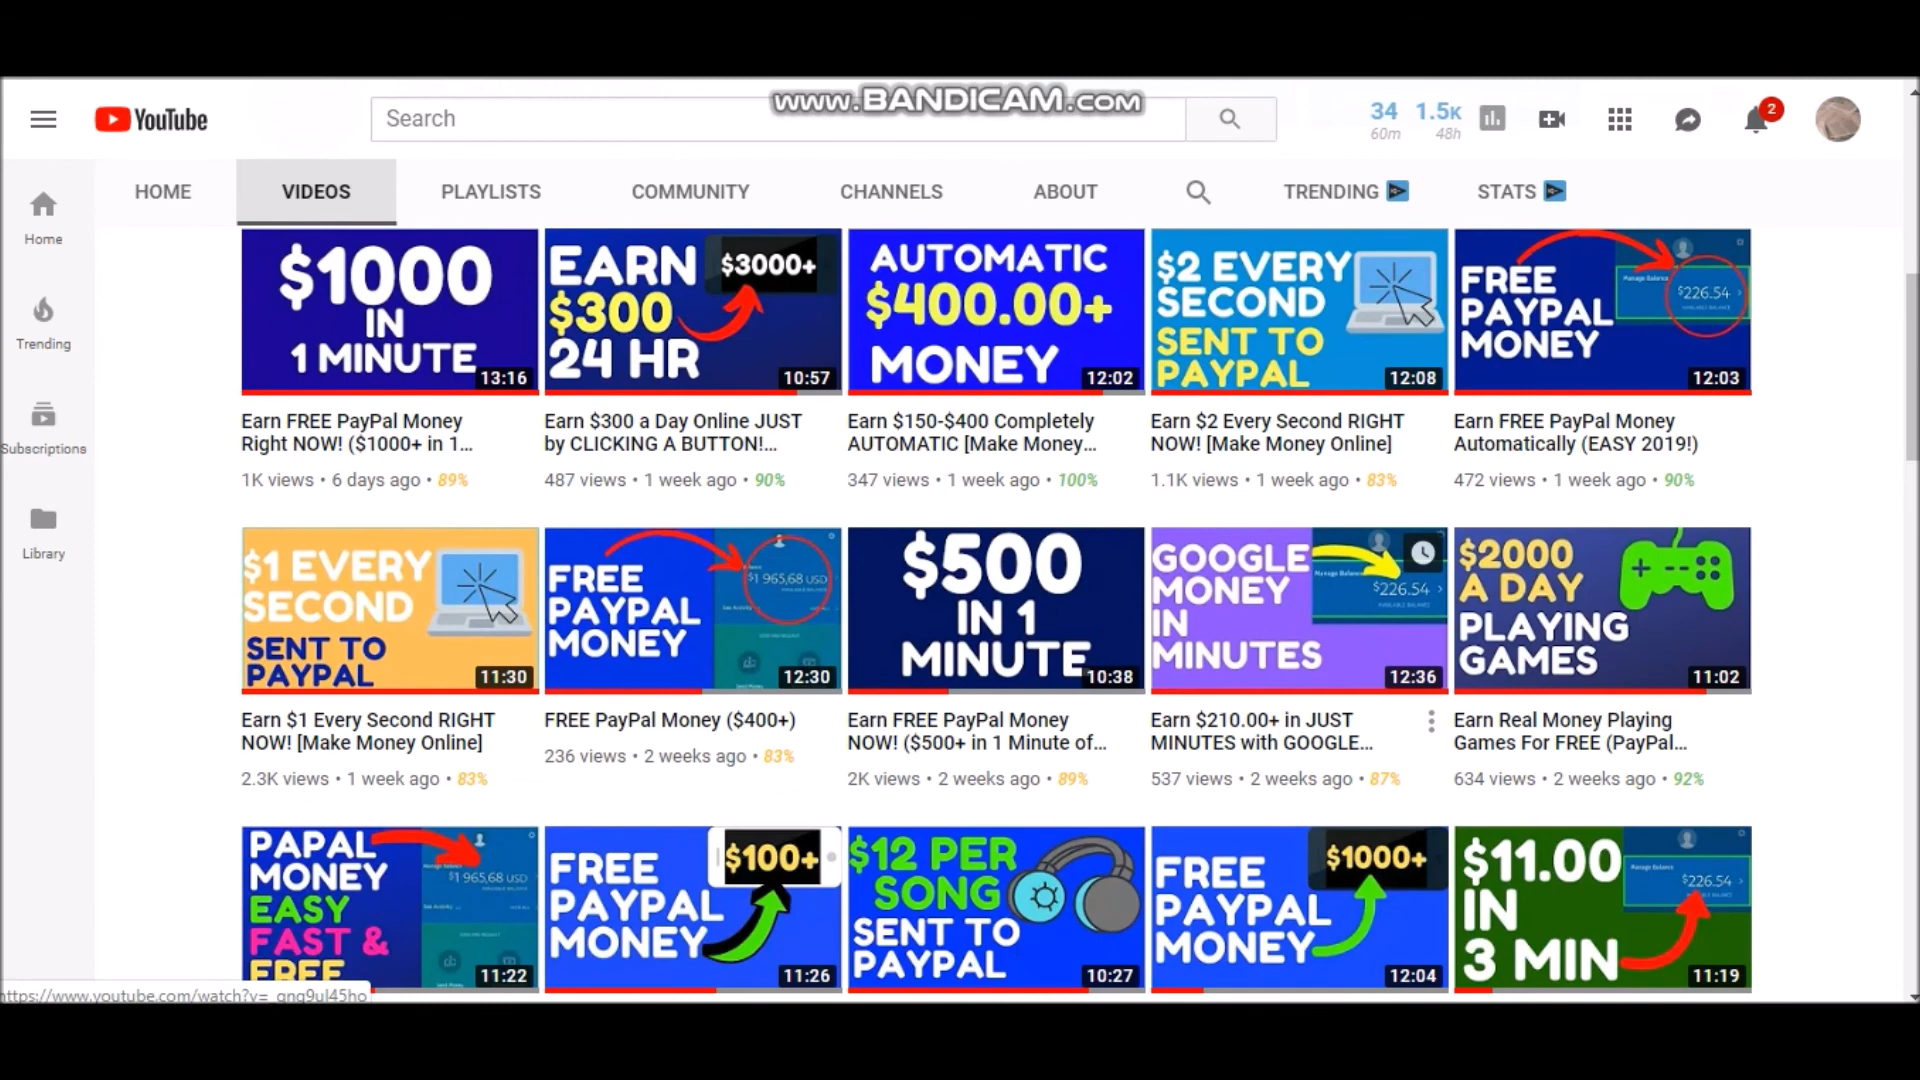 www.BANDICAM.com
YouTube
Search
34
60m
1.5K
48h
2
HOME
VIDEOS
PLAYLISTS
COMMUNITY
CHANNELS
ABOUT
TRENDING
STATS
Home
Trending
Subscriptions
Library
$1000
IN
1 MINUTE
13:16
Earn FREE PayPal Money
Right NOW! ($1000+ in 1...
1K views • 6 days ago • 89%
EARN
$300
24 HR
$3000+
10:57
Earn $300 a Day Online JUST
by CLICKING A BUTTON!...
487 views • 1 week ago • 90%
AUTOMATIC
$400.00+
MONEY
12:02
Earn $150-$400 Completely
AUTOMATIC [Make Money...
347 views • 1 week ago • 100%
$2 EVERY
SECOND
SENT TO
PAYPAL
12:08
Earn $2 Every Second RIGHT
NOW! [Make Money Online]
1.1K views • 1 week ago • 83%
FREE
PAYPAL
MONEY
Manage Balance
$226.54
AVAILABLE BALANCE
12:03
Earn FREE PayPal Money
Automatically (EASY 2019!)
472 views • 1 week ago • 90%
$1 EVERY
SECOND
SENT TO
PAYPAL
11:30
Earn $1 Every Second RIGHT
NOW! [Make Money Online]
2.3K views • 1 week ago • 83%
FREE
PAYPAL
MONEY
$1 965,68 USD
12:30
FREE PayPal Money ($400+)
236 views • 2 weeks ago • 83%
$500
IN 1
MINUTE
10:38
Earn FREE PayPal Money
NOW! ($500+ in 1 Minute of...
2K views • 2 weeks ago • 89%
GOOGLE
MONEY
IN
MINUTES
Manage Balance
$226.54
AVAILABLE BALANCE
12:36
Earn $210.00+ in JUST
MINUTES with GOOGLE...
537 views • 2 weeks ago • 87%
$2000
A DAY
PLAYING
GAMES
11:02
Earn Real Money Playing
Games For FREE (PayPal...
634 views • 2 weeks ago • 92%
PAPAL
MONEY
EASY
FAST &
FREE
$1 965,68 USD
11:22
FREE
PAYPAL
MONEY
$100+
11:26
$12 PER
SONG
SENT TO
PAYPAL
10:27
FREE
PAYPAL
MONEY
$1000+
12:04
$11.00
IN
3 MIN
Manage Balance
$226.54
11:19